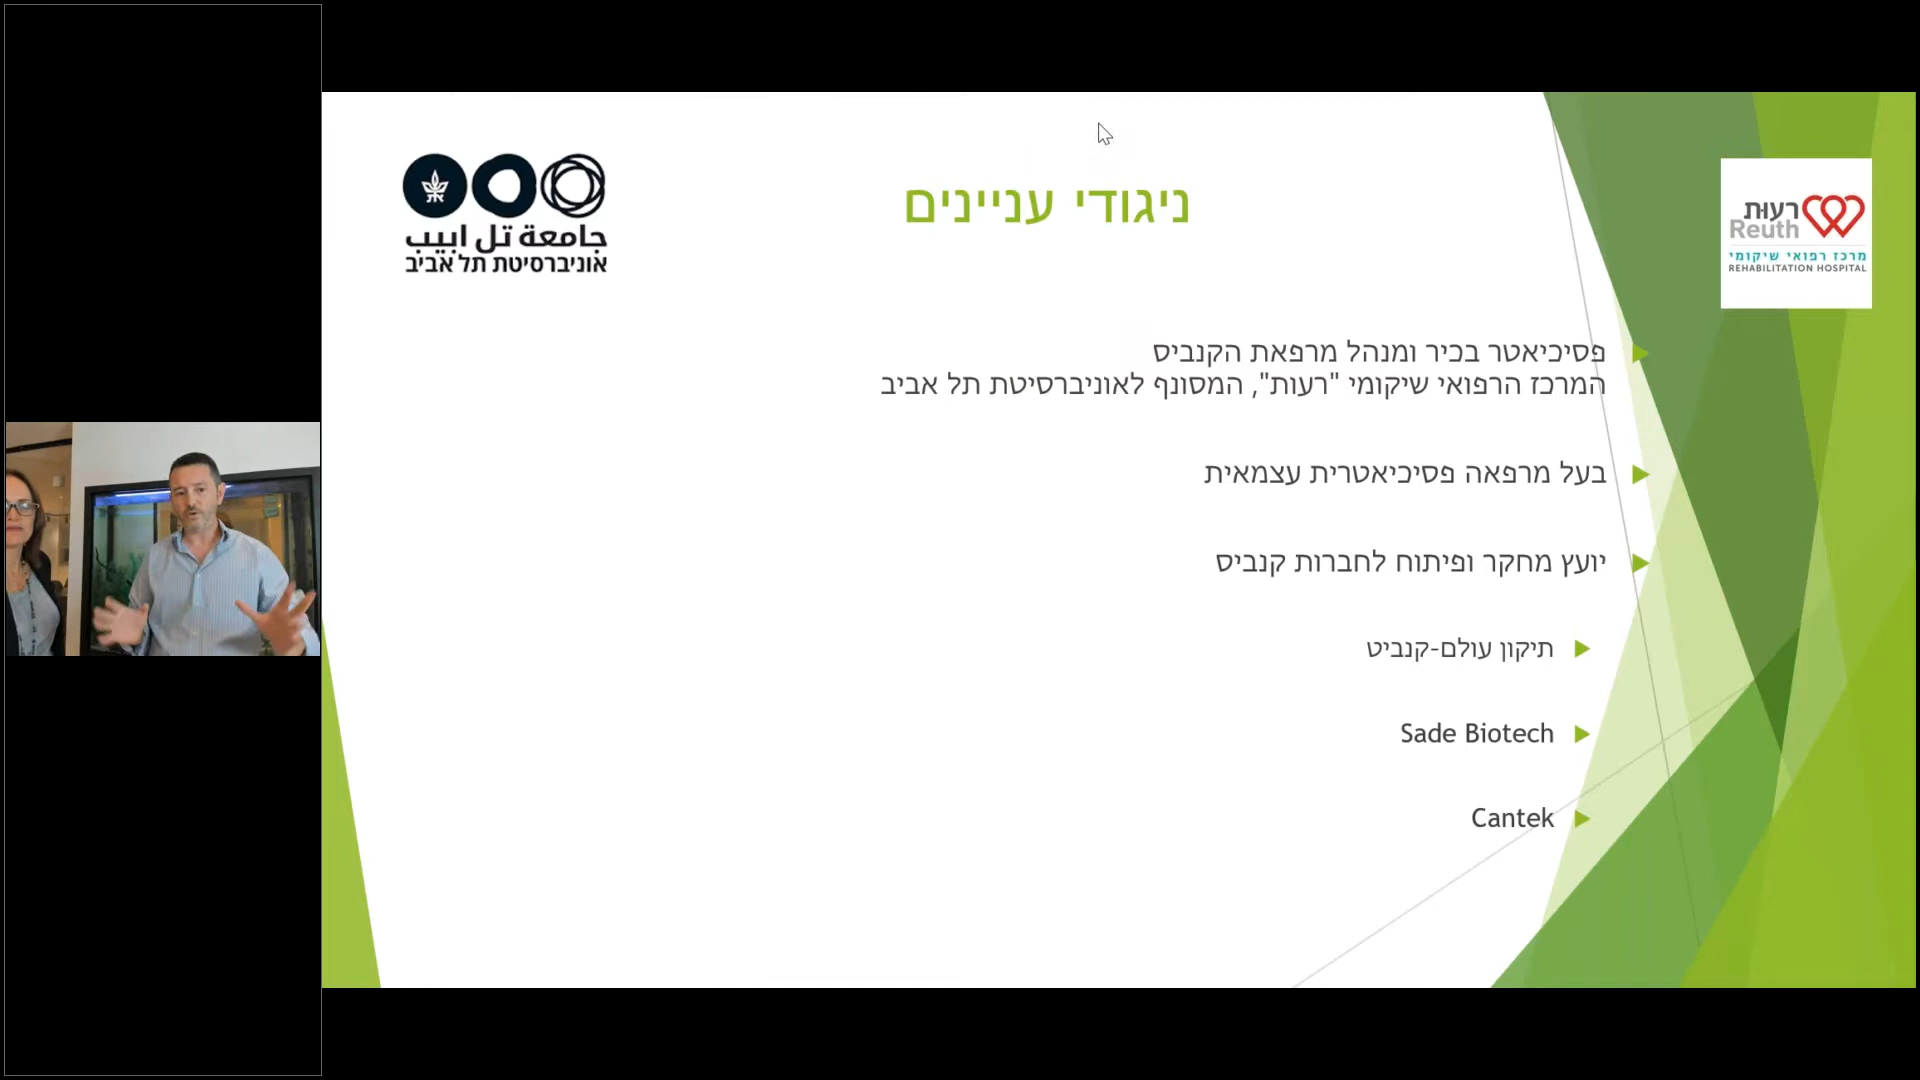 ניגודי עניינים
جامعة تل ابيب
אוניברסיטת תל אביב
רעות
Reuth
מרכז רפואי שיקומי
REHABILITATION HOSPITAL
פסיכיאטר בכיר ומנהל מרפאת הקנביס
המרכז הרפואי שיקומי "רעות", המסונף לאוניברסיטת תל אביב
בעל מרפאה פסיכיאטרית עצמאית
יועץ מחקר ופיתוח לחברות קנביס
תיקון עולם-קנביט
Sade Biotech
Cantek